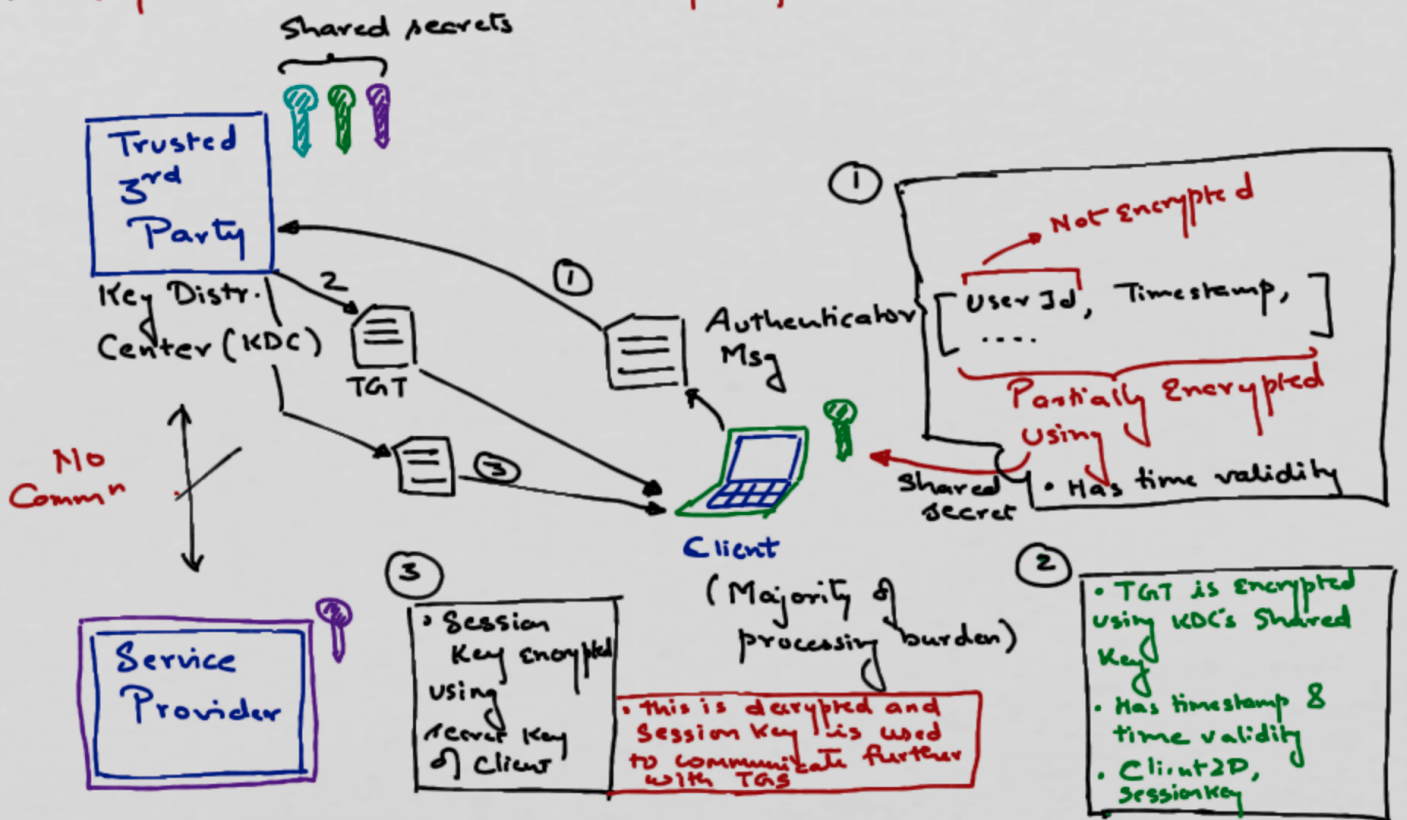 Shared secrets
Trusted
3rd
Party
Key Distr.
Center (KDC)
2
TGT
1
Authenticator
Msg
3
No
Commn
Client
(Majority of
processing burden)
Service
Provider
1
Not Encrypted
[User Id, Timestamp, ]
....
Partially Encrypted
using
Shared
secret
• Has time validity
3
• Session
Key Encrypted
using
secret key
of Client
• this is decrypted and
Session Key is used
to communicate further
with TGS
2
• TGT is Encrypted
using KDC's Shared
Key
• Has timestamp &
time validity
• Client ID,
sessionkey